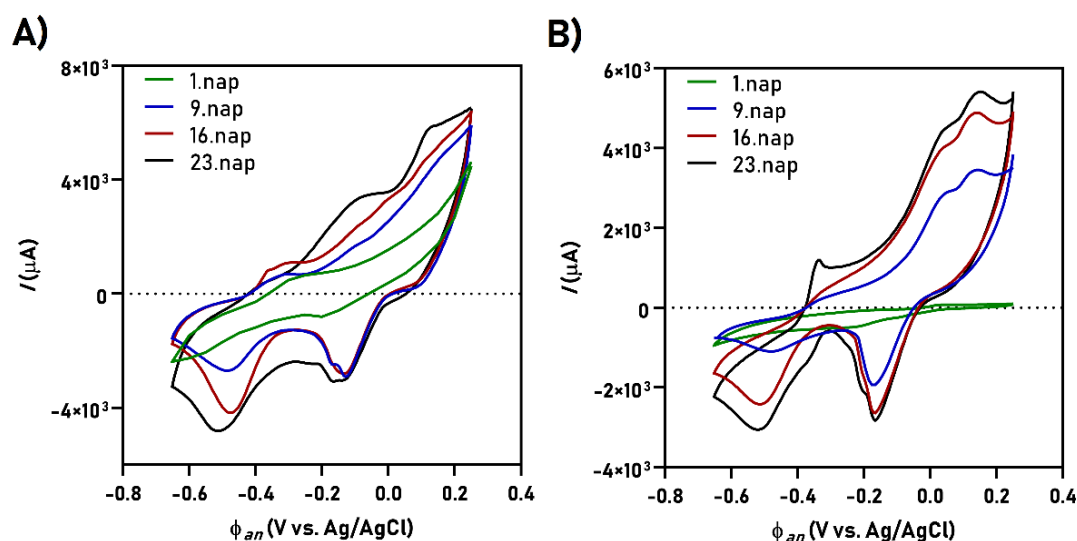 A)
8×10³
4×10³
0
−4×10³
I (μA)
1.nap
9.nap
16.nap
23.nap
−0.8
−0.6
−0.4
−0.2
0.0
0.2
0.4
ϕan (V vs. Ag/AgCl)
B)
6×10³
4×10³
2×10³
0
−2×10³
−4×10³
I (μA)
1.nap
9.nap
16.nap
23.nap
−0.8
−0.6
−0.4
−0.2
0.0
0.2
0.4
ϕan (V vs. Ag/AgCl)